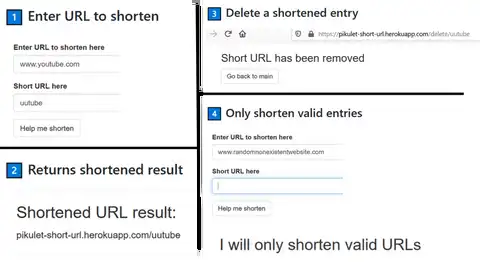 1 Enter URL to shorten
Enter URL to shorten here
www.youtube.com
Short URL here
uutube
Help me shorten
2 Returns shortened result
Shortened URL result:
pikulet-short-url.herokuapp.com/uutube
3 Delete a shortened entry
https://pikulet-short-url.herokuapp.com/delete/uutube
Short URL has been removed
Go back to main
4 Only shorten valid entries
Enter URL to shorten here
www.randomnonexistentwebsite.com
Short URL here
Help me shorten
I will only shorten valid URLs